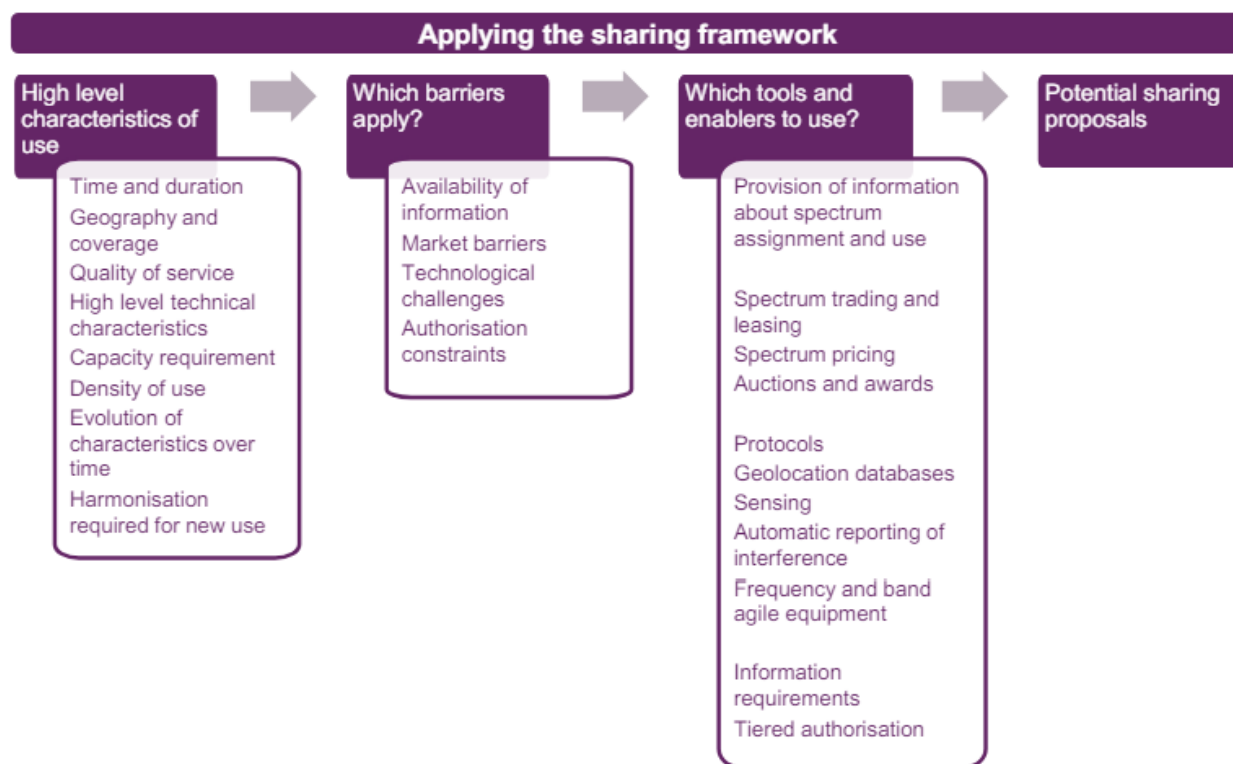 Applying the sharing framework
High level
characteristics of
use
Time and duration
Geography and
coverage
Quality of service
High level technical
characteristics
Capacity requirement
Density of use
Evolution of
characteristics over
time
Harmonisation
required for new use
Which barriers
apply?
Availability of
information
Market barriers
Technological
challenges
Authorisation
constraints
Which tools and
enablers to use?
Provision of information
about spectrum
assignment and use
Spectrum trading and
leasing
Spectrum pricing
Auctions and awards
Protocols
Geolocation databases
Sensing
Automatic reporting of
interference
Frequency and band
agile equipment
Information
requirements
Tiered authorisation
Potential sharing
proposals